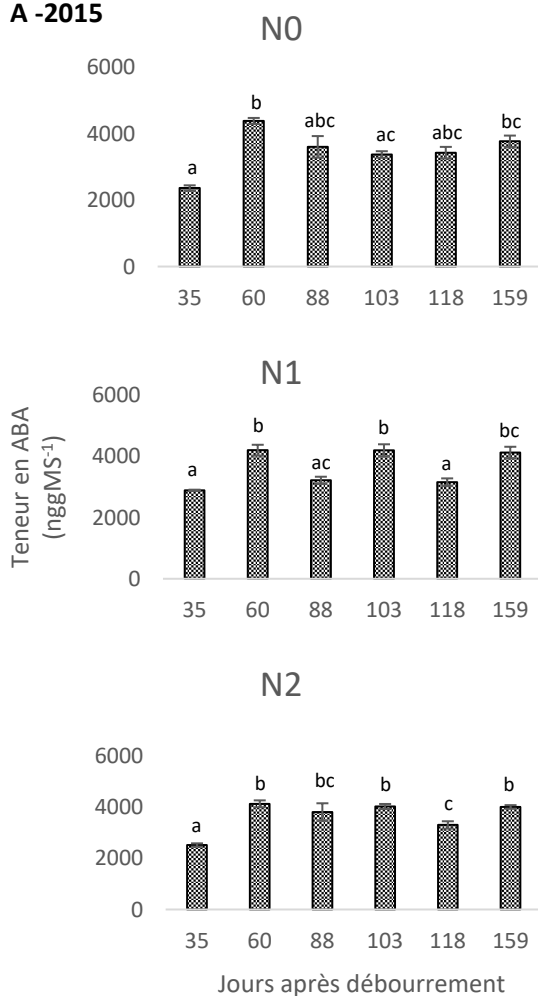 A -2015
N0
6000
4000
2000
0
a
b
abc
ac
abc
bc
35 60 88 103 118 159
N1
Teneur en ABA
(nggMS-1)
6000
4000
2000
0
a
b
ac
b
a
bc
35 60 88 103 118 159
N2
6000
4000
2000
0
a
b
bc
b
c
b
35 60 88 103 118 159
Jours après débourrement